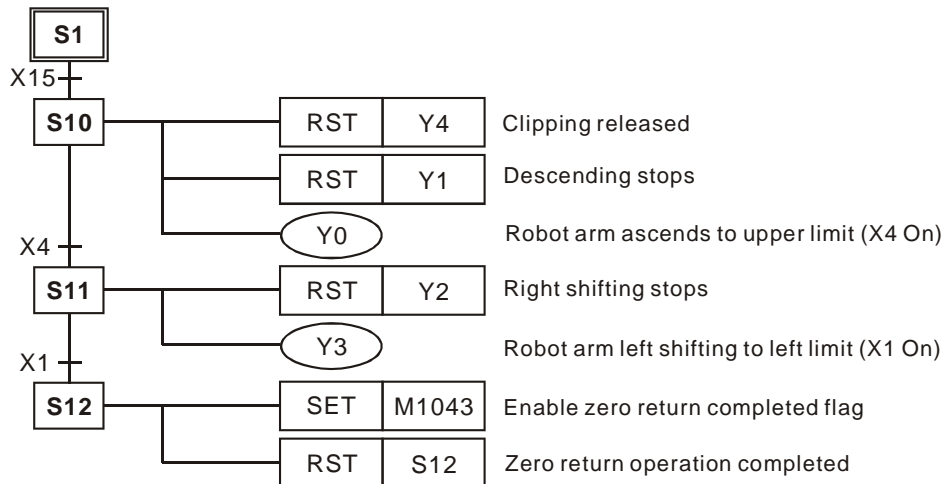 S1
X15
S10 RST Y4 Clipping released
RST Y1 Descending stops
Y0 Robot arm ascends to upper limit (X4 On)
X4
S11 RST Y2 Right shifting stops
Y3 Robot arm left shifting to left limit (X1 On)
X1
S12 SET M1043 Enable zero return completed flag
RST S12 Zero return operation completed